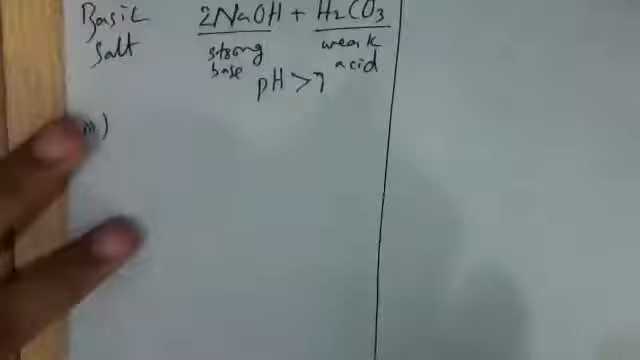 Basic 2NaOH + H2CO3
Salt strong base weak acid
pH > 7
)